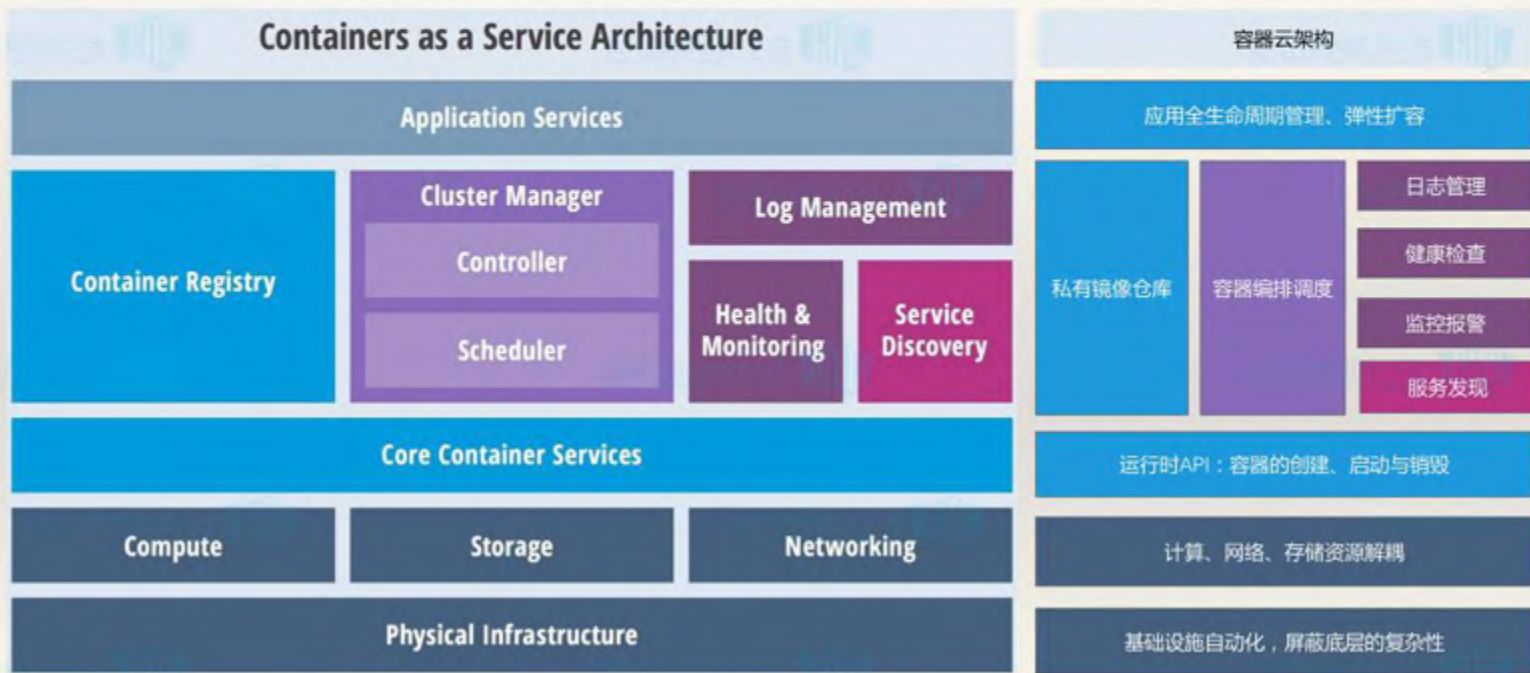 Containers as a Service Architecture
Application Services
Container Registry
Cluster Manager
Controller
Scheduler
Log Management
Health &
Monitoring
Service
Discovery
Core Container Services
Compute
Storage
Networking
Physical Infrastructure
容器云架构
应用全生命周期管理、弹性扩容
私有镜像仓库
容器编排调度
日志管理
健康检查
监控报警
服务发现
运行时API：容器的创建、启动与销毁
计算、网络、存储资源解耦
基础设施自动化，屏蔽底层的复杂性